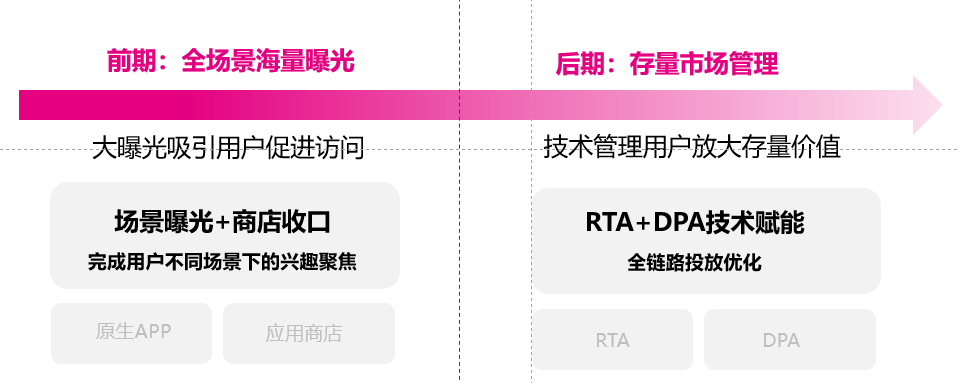 前期：全场景海量曝光
后期：存量市场管理
大曝光吸引用户促进访问
技术管理用户放大存量价值
场景曝光+商店收口
完成用户不同场景下的兴趣聚焦
RTA+DPA技术赋能
全链路投放优化
原生APP
应用商店
RTA
DPA